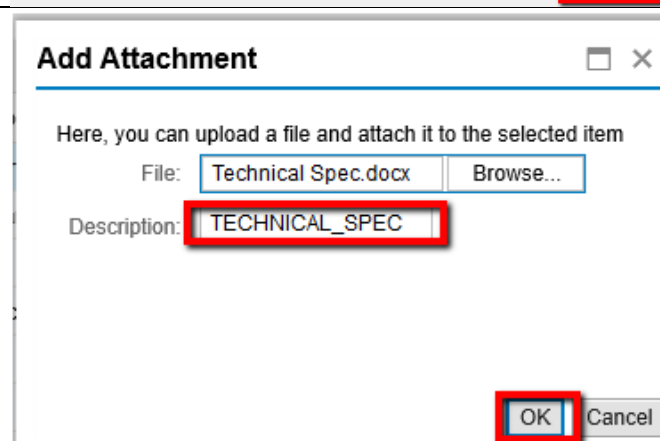 Add Attachment
Here, you can upload a file and attach it to the selected item
File: Technical Spec.docx Browse...
Description: TECHNICAL_SPEC
OK Cancel